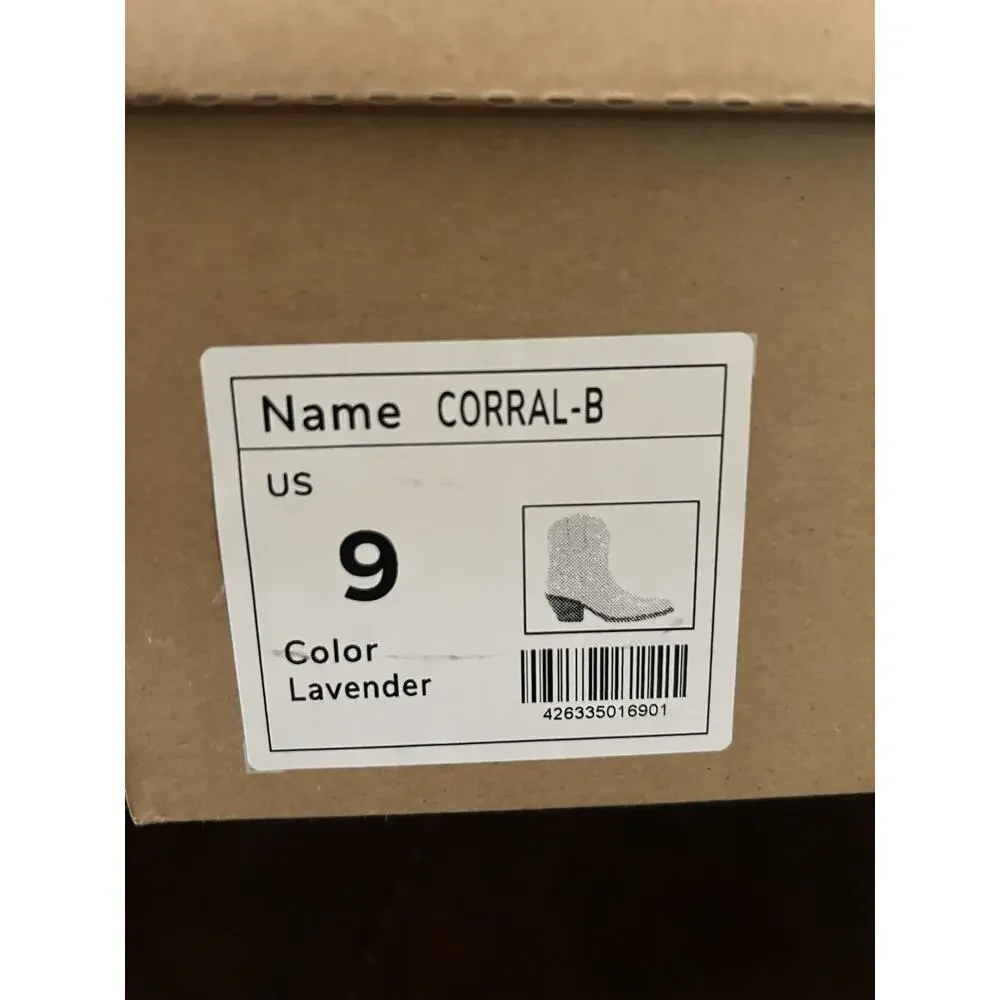 Name CORRAL-B
US
9
Color
Lavender
426335016901